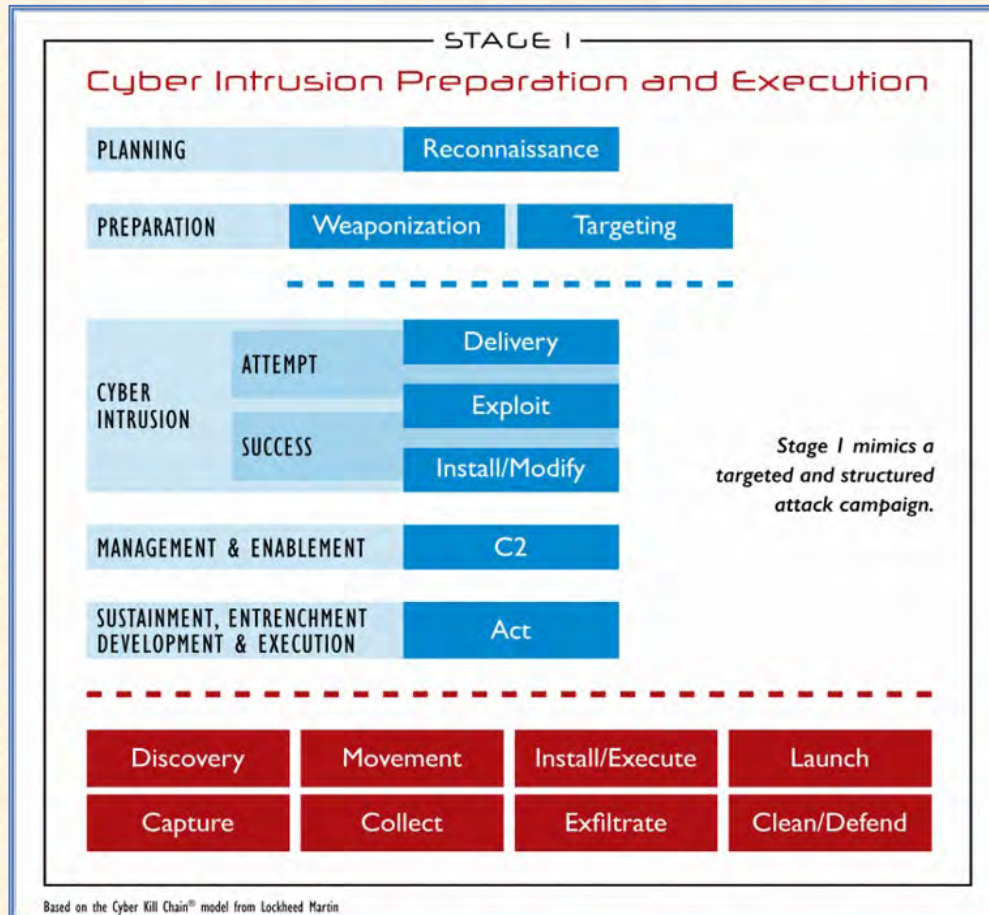 STAGE 1
Cyber Intrusion Preparation and Execution
PLANNING
Reconnaissance
PREPARATION
Weaponization
Targeting
CYBER
INTRUSION
ATTEMPT
SUCCESS
Delivery
Exploit
Install/Modify
Stage 1 mimics a
targeted and structured
attack campaign.
MANAGEMENT & ENABLEMENT
C2
SUSTAINMENT, ENTRENCHMENT
DEVELOPMENT & EXECUTION
Act
Discovery
Movement
Install/Execute
Launch
Capture
Collect
Exfiltrate
Clean/Defend
Based on the Cyber Kill Chain® model from Lockheed Martin